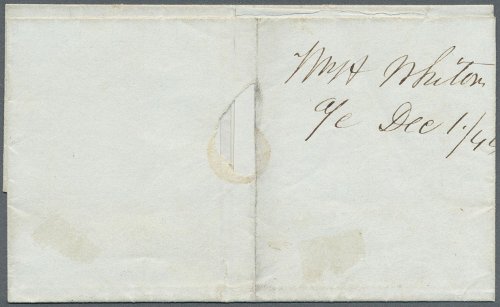 Wm H Whiton
a/c Dec 1./49